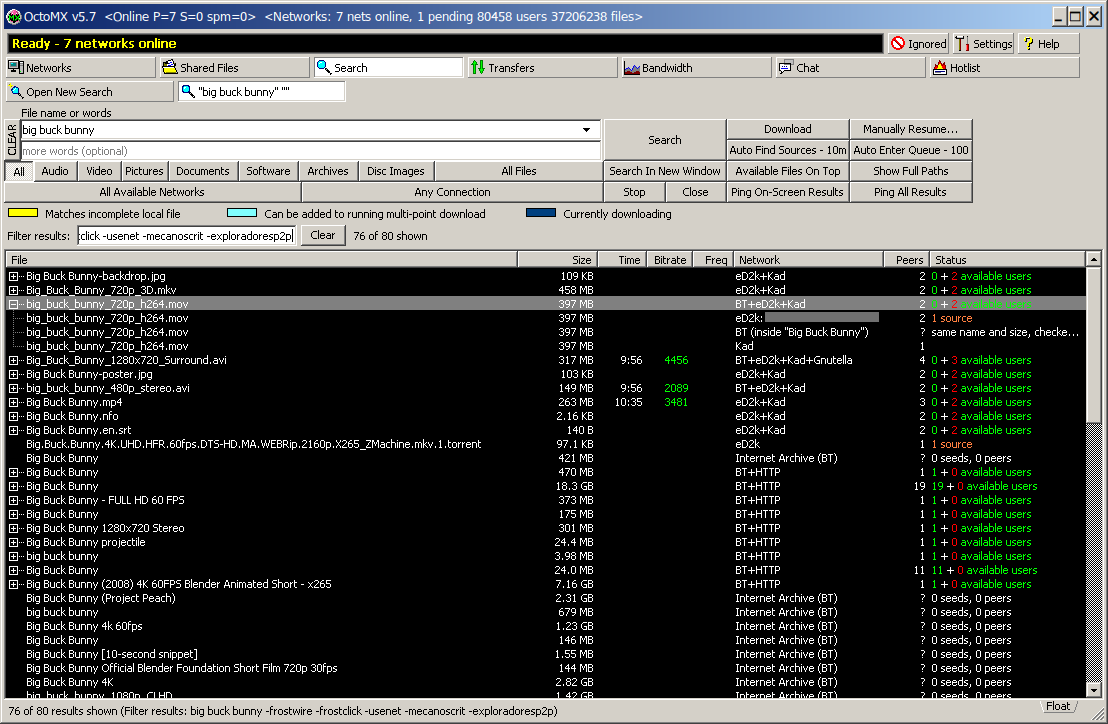 OctoMX v5.7 <Online P=7 S=0 spm=0> <Networks: 7 nets online, 1 pending 80458 users 37206238 files>
Ready - 7 networks online Ignored Settings ? Help
Networks Shared Files Search Transfers Bandwidth Chat Hotlist
Open New Search "big buck bunny" ""
File name or words
CLEAR
big buck bunny
more words (optional)
Search Download Manually Resume...
Auto Find Sources - 10m Auto Enter Queue - 100
All Audio Video Pictures Documents Software Archives Disc Images All Files Search In New Window Available Files On Top Show Full Paths
All Available Networks Any Connection Stop Close Ping On-Screen Results Ping All Results
Matches incomplete local file Can be added to running multi-point download Currently downloading
Filter results: click -usenet -mecanoscrit -exploradoresp2p Clear 76 of 80 shown
File Size Time Bitrate Freq Network Peers Status
Big Buck Bunny-backdrop.jpg 109 KB eD2k+Kad 2 0 + 2 available users
big_buck_bunny_720p_3D.mkv 458 MB eD2k+Kad 2 0 + 2 available users
big_buck_bunny_720p_h264.mov 397 MB BT+eD2k+Kad 2 0 + 2 available users
big_buck_bunny_720p_h264.mov 397 MB eD2k: 2 1 source
big_buck_bunny_720p_h264.mov 397 MB BT (inside "Big Buck Bunny") ? same name and size, checke...
big_buck_bunny_720p_h264.mov 397 MB Kad 1
Big_Buck_Bunny_1280x720_Surround.avi 317 MB 9:56 4456 BT+eD2k+Kad+Gnutella 4 0 + 3 available users
Big Buck Bunny-poster.jpg 103 KB eD2k+Kad 2 0 + 2 available users
big_buck_bunny_480p_stereo.avi 149 MB 9:56 2089 BT+eD2k+Kad 2 0 + 2 available users
Big Buck Bunny.mp4 263 MB 10:35 3481 eD2k+Kad 3 0 + 2 available users
Big Buck Bunny.nfo 2.16 KB eD2k+Kad 2 0 + 2 available users
Big Buck Bunny.en.srt 140 B eD2k+Kad 2 0 + 2 available users
Big.Buck.Bunny.4K.UHD.HFR.60fps.DTS-HD.MA.WEBRip.2160p.X265_ZMachine.mkv.1.torrent 97.1 KB eD2k 1 1 source
Big Buck Bunny 421 MB Internet Archive (BT) ? 0 seeds, 0 peers
Big Buck Bunny 470 MB BT+HTTP 1 1 + 0 available users
Big Buck Bunny 18.3 GB BT+HTTP 19 19 + 0 available users
Big Buck Bunny - FULL HD 60 FPS 373 MB BT+HTTP 1 1 + 0 available users
Big Buck Bunny 175 MB BT+HTTP 1 1 + 0 available users
Big Buck Bunny 1280x720 Stereo 301 MB BT+HTTP 1 1 + 0 available users
Big Buck Bunny projectile 24.4 MB BT+HTTP 1 1 + 0 available users
big buck bunny 3.98 MB BT+HTTP 1 1 + 0 available users
Big Buck Bunny 24.0 MB BT+HTTP 11 11 + 0 available users
Big Buck Bunny (2008) 4K 60FPS Blender Animated Short - x265 7.16 GB BT+HTTP 1 1 + 0 available users
Big Buck Bunny (Project Peach) 2.31 GB Internet Archive (BT) ? 0 seeds, 0 peers
big buck bunny 679 MB Internet Archive (BT) ? 0 seeds, 0 peers
Big Buck Bunny 4k 60fps 1.23 GB Internet Archive (BT) ? 0 seeds, 0 peers
Big Buck Bunny 146 MB Internet Archive (BT) ? 0 seeds, 0 peers
Big Buck Bunny [10-second snippet] 1.55 MB Internet Archive (BT) ? 0 seeds, 0 peers
Big Buck Bunny Official Blender Foundation Short Film 720p 30fps 144 MB Internet Archive (BT) ? 0 seeds, 0 peers
Big Buck Bunny 4K 2.82 GB Internet Archive (BT) ? 0 seeds, 0 peers
big_buck_bunny_1080p_CLHD 1.42 GB Internet Archive (BT) ? 0 seeds, 0 peers
76 of 80 results shown (Filter results: big buck bunny -frostwire -frostclick -usenet -mecanoscrit -exploradoresp2p) Float